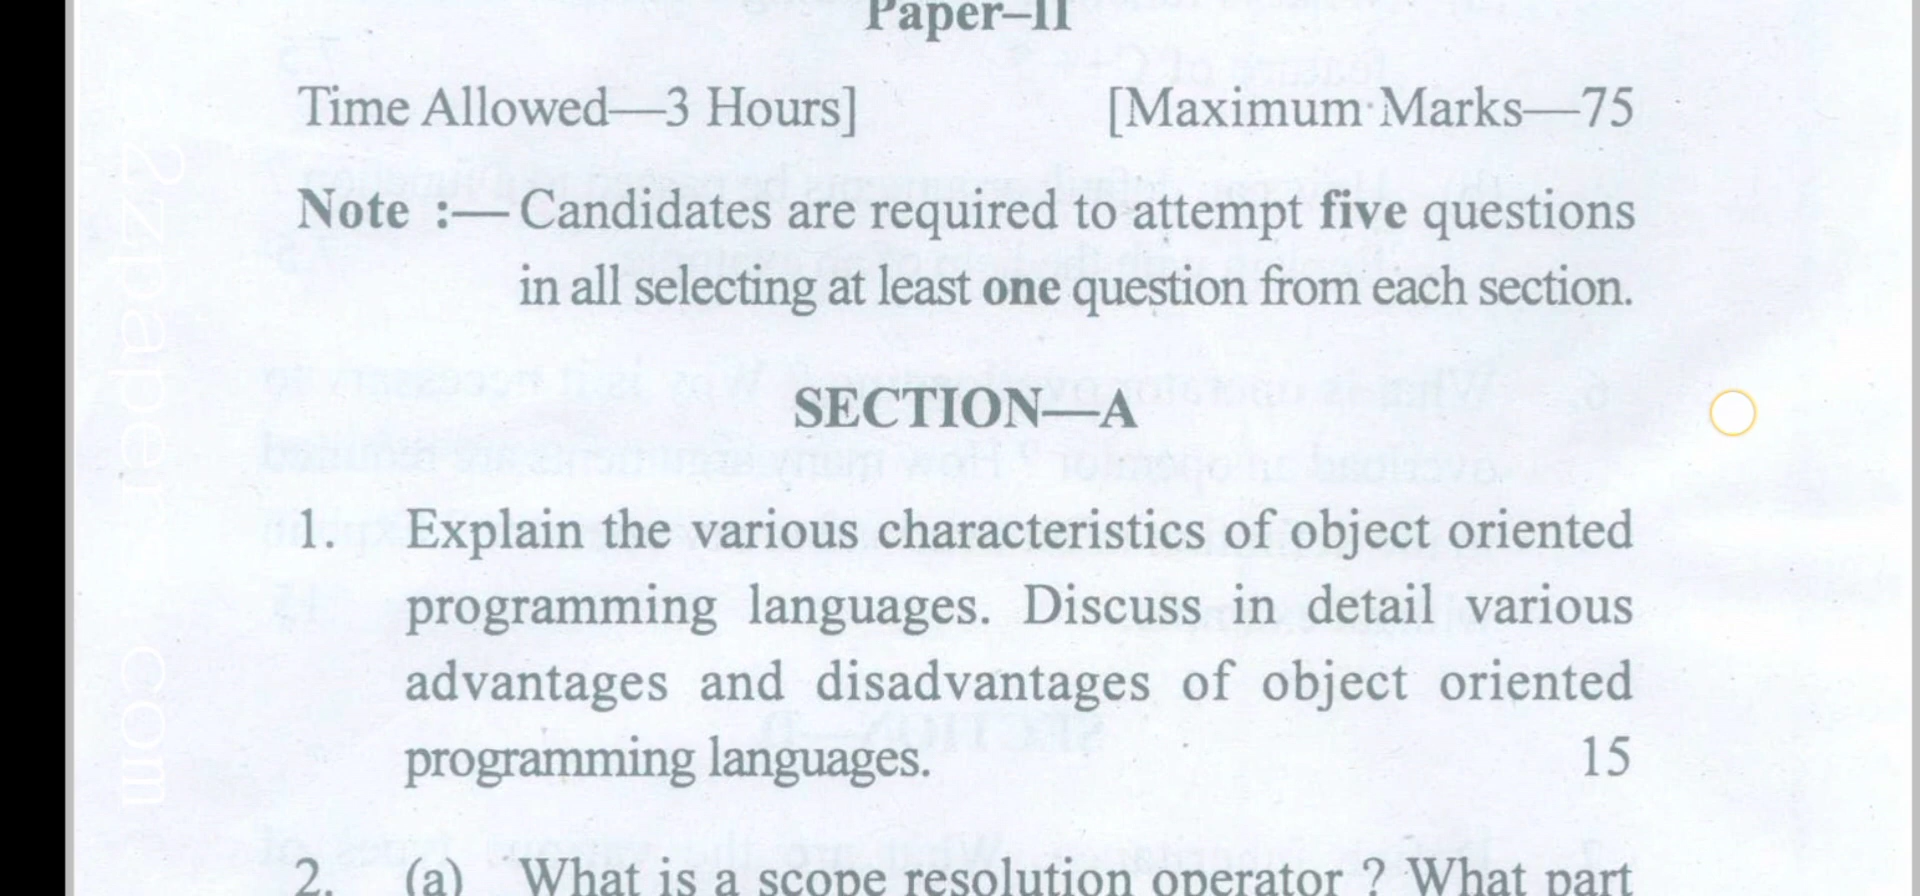 Paper–II
Time Allowed—3 Hours] [Maximum Marks—75
Note :—Candidates are required to attempt five questions
in all selecting at least one question from each section.
SECTION—A
1. Explain the various characteristics of object oriented
programming languages. Discuss in detail various
advantages and disadvantages of object oriented
programming languages. 15
2. (a) What is a scope resolution operator ? What part
a2zpaper com